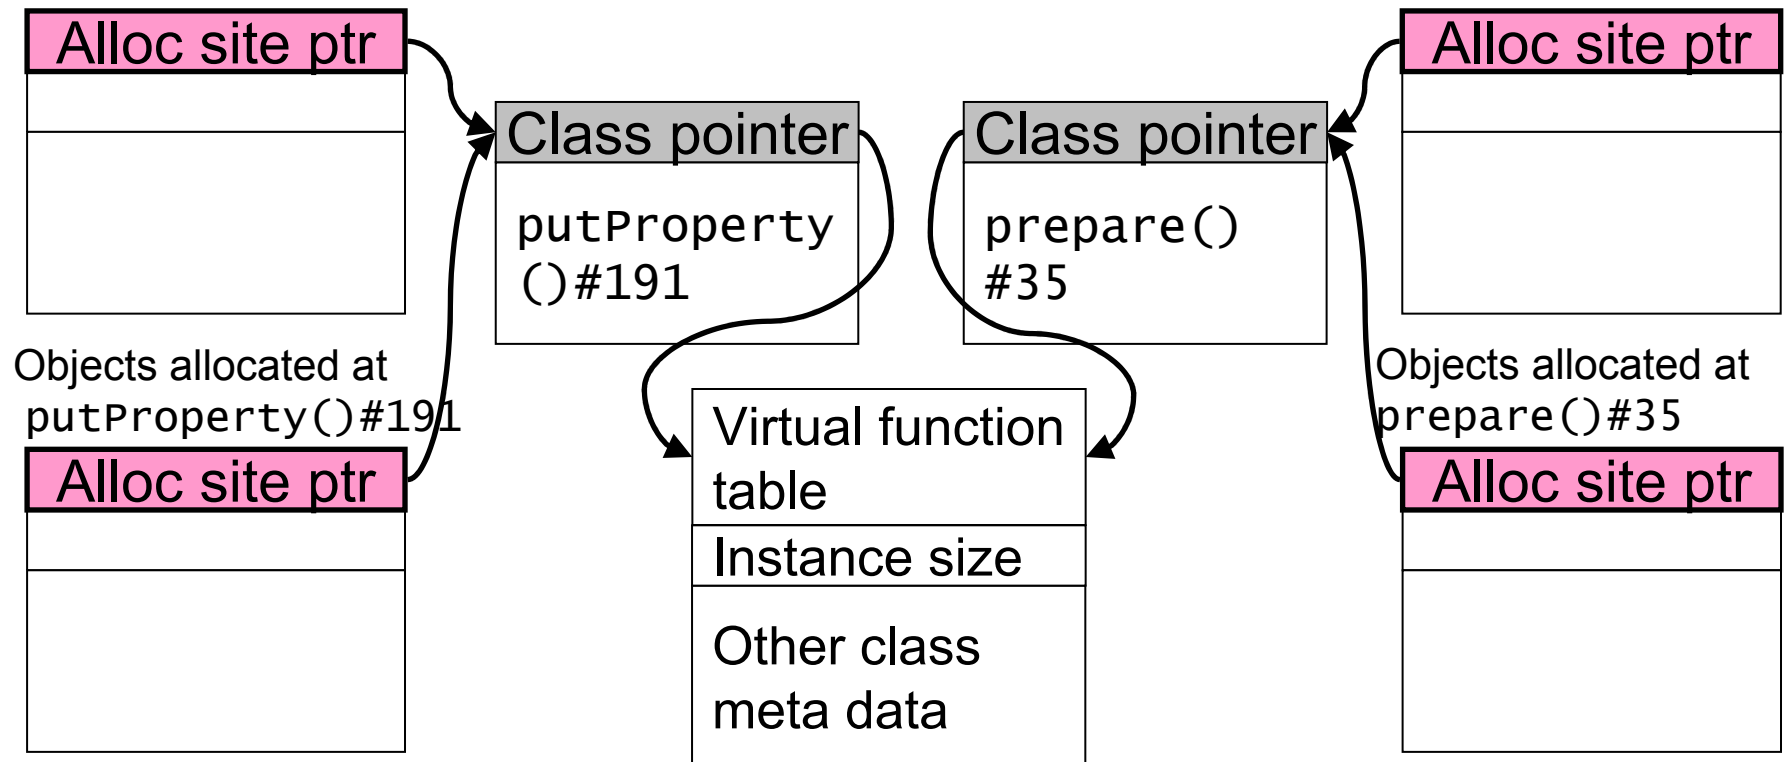 Alloc site ptr
Alloc site ptr
Class pointer
Class pointer
putProperty
()#191
prepare()
#35
Objects allocated at
putProperty()#191
Objects allocated at
prepare()#35
Alloc site ptr
Alloc site ptr
Virtual function
table
Instance size
Other class
meta data